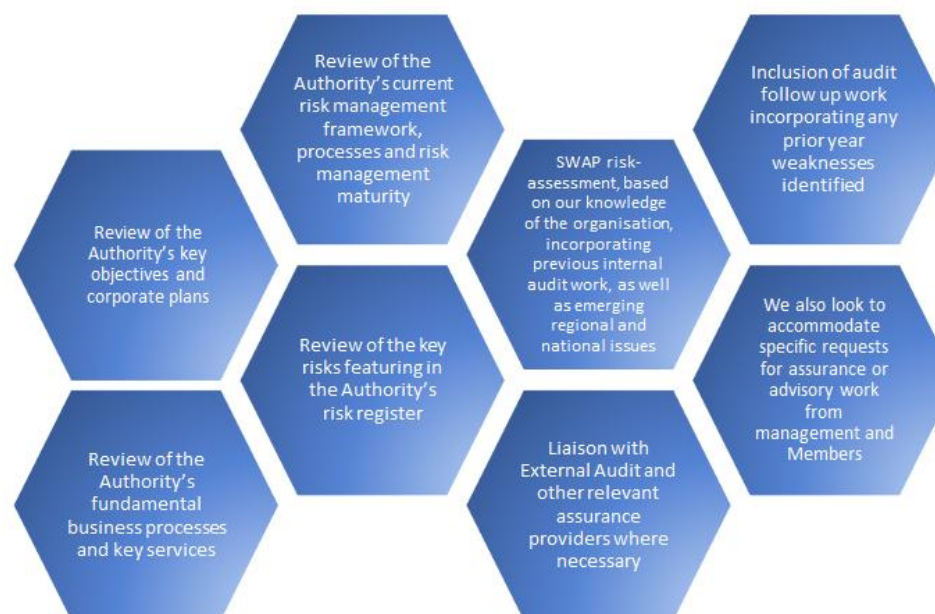 Review of the
Authority's current
risk management
framework,
processes and risk
management
maturity
Inclusion of audit
follow up work
incorporating any
prior year
weaknesses
identified
SWAP risk-
assessment, based
on our knowledge
of the organisation,
incorporating
previous internal
audit work, as well
as emerging
regional and
national issues
Review of the
Authority's key
objectives and
corporate plans
Review of the key
risks featuring in
the Authority's
risk register
We also look to
accommodate
specific requests
for assurance or
advisory work
from
management and
Members
Review of the
Authority's
fundamental
business processes
and key services
Liaison with
External Audit and
other relevant
assurance
providers where
necessary